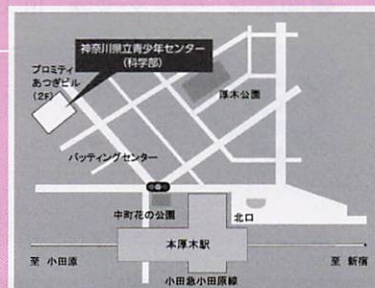 神奈川県立青少年センター
(科学部)
プロミティ
あつぎビル
(2F)
厚木公園
バッティングセンター
中町花の公園
北口
本厚木駅
至 小田原
至 新宿
小田急小田原線